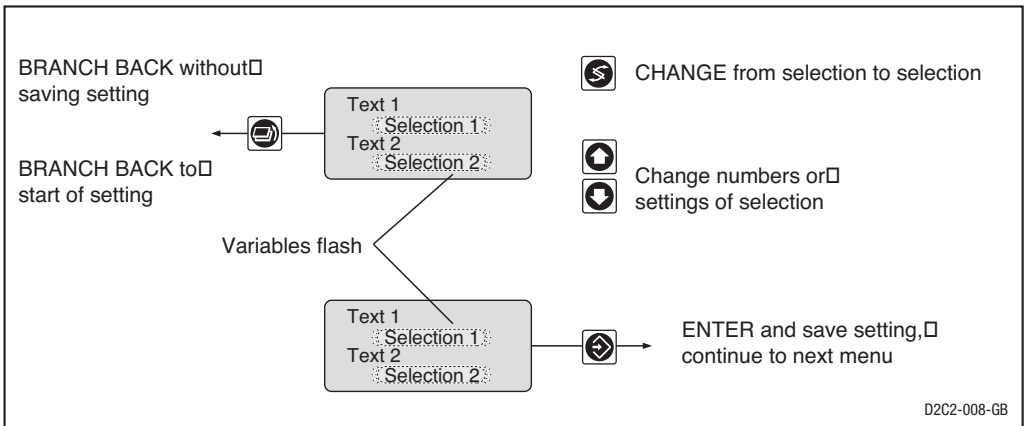 BRANCH BACK without□
saving setting
BRANCH BACK to□
start of setting
Text 1
Selection 1
Text 2
Selection 2
CHANGE from selection to selection
Change numbers or□
settings of selection
Variables flash
Text 1
Selection 1
Text 2
Selection 2
ENTER and save setting,□
continue to next menu
D2C2-008-GB